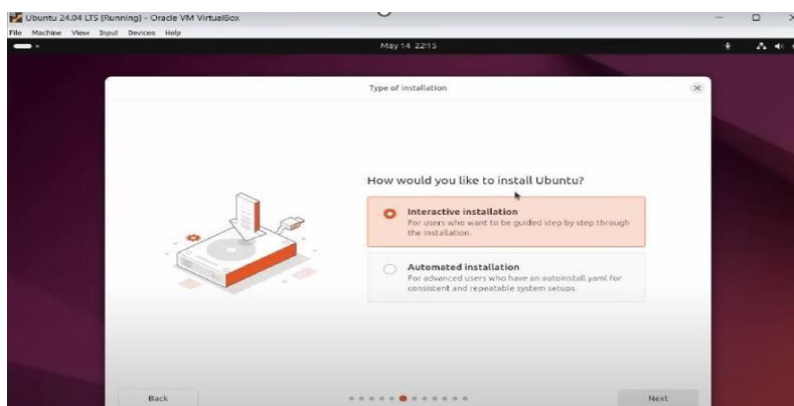 Ubuntu 24.04 LTS [Running] - Oracle VM VirtualBox
File Machine View Input Devices Help
May 14 22:15
Type of installation
How would you like to install Ubuntu?
Interactive installation
For users who want to be guided step by step through
the installation.
Automated installation
For advanced users who have an autoinstall.yaml for
consistent and repeatable system setups.
Back
Next